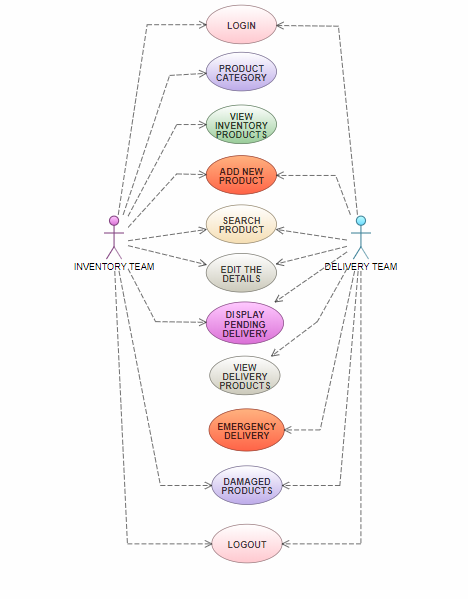 LOGIN
PRODUCT
CATEGORY
VIEW
INVENTORY
PRODUCTS
ADD NEW
PRODUCT
SEARCH
PRODUCT
INVENTORY TEAM
DELIVERY TEAM
EDIT THE
DETAILS
DISPLAY
PENDING
DELIVERY
VIEW
DELIVERY
PRODUCTS
EMERGENCY
DELIVERY
DAMAGED
PRODUCTS
LOGOUT